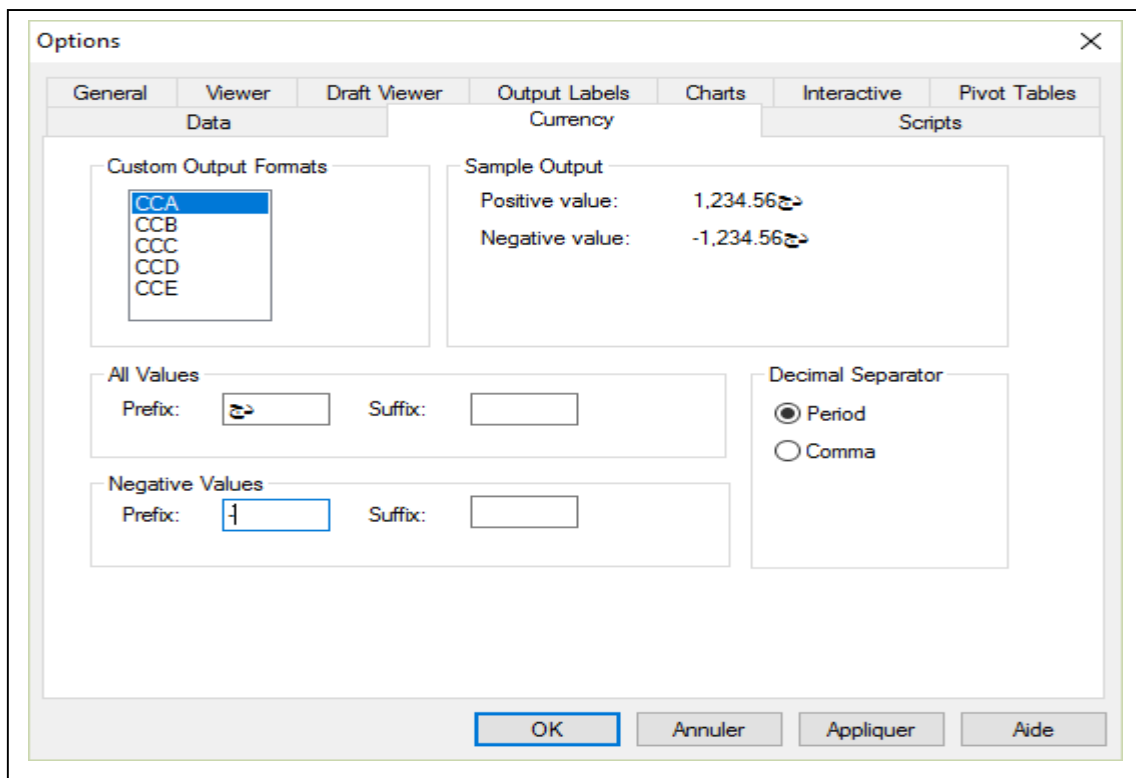 Options
General Viewer Draft Viewer Output Labels Charts Interactive Pivot Tables
Data Currency Scripts
Custom Output Formats
CCA
CCB
CCC
CCD
CCE
Sample Output
Positive value: 1,234.56دج
Negative value: -1,234.56دج
All Values
Prefix: دج Suffix:
Negative Values
Prefix: - Suffix:
Decimal Separator
Period
Comma
OK Annuler Appliquer Aide